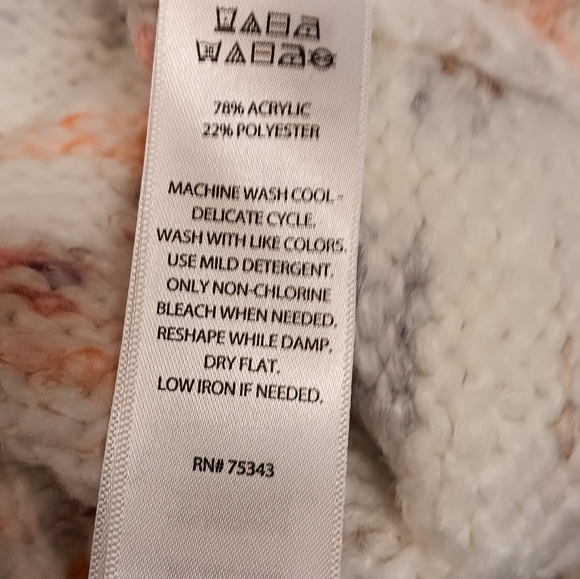 78% ACRYLIC
22% POLYESTER
MACHINE WASH COOL -
DELICATE CYCLE.
WASH WITH LIKE COLORS.
USE MILD DETERGENT.
ONLY NON-CHLORINE
BLEACH WHEN NEEDED.
RESHAPE WHILE DAMP.
DRY FLAT.
LOW IRON IF NEEDED.
RN# 75343